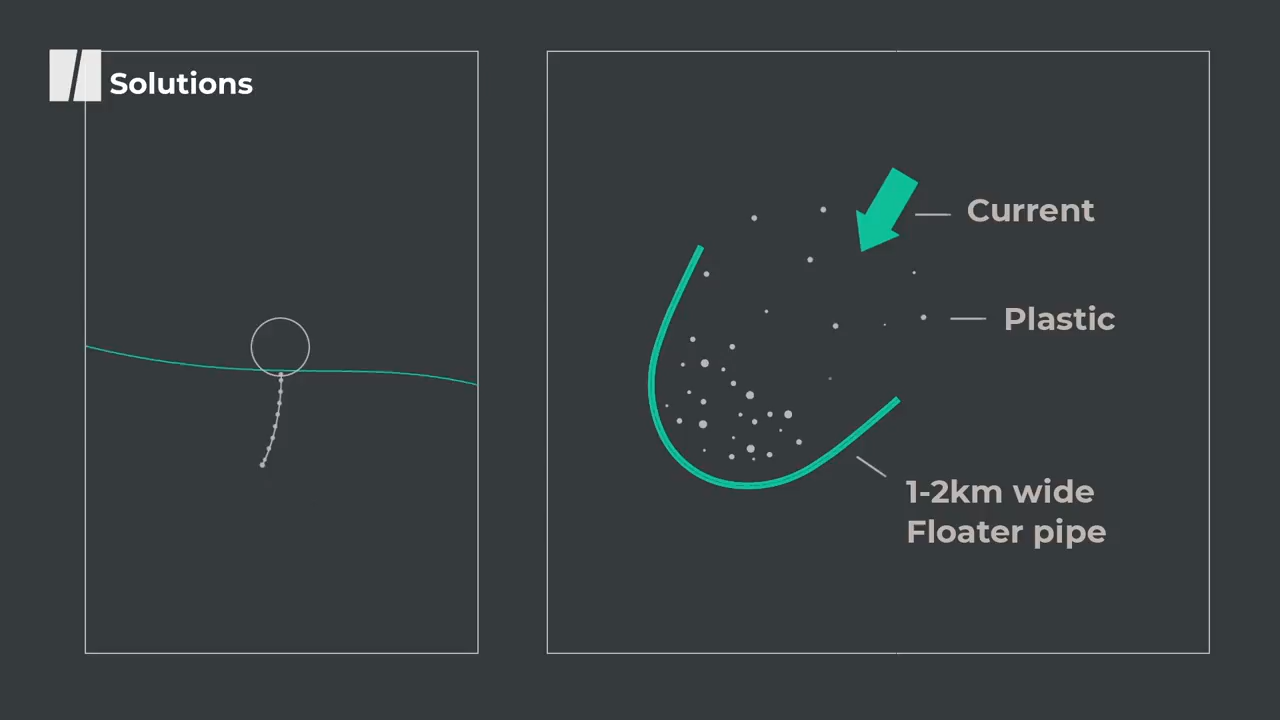 Solutions
Current
Plastic
1-2km wide
Floater pipe